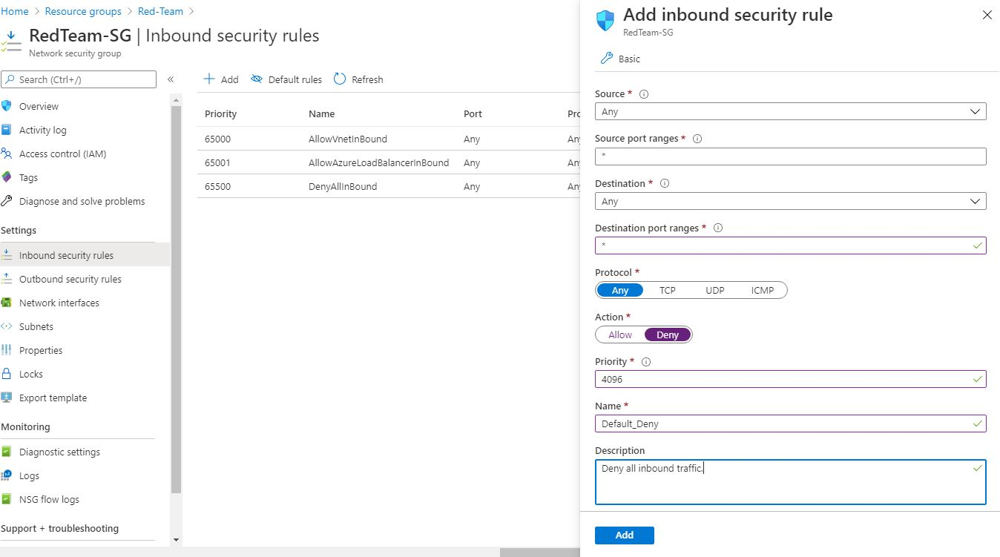 Home > Resource groups > Red-Team >
RedTeam-SG | Inbound security rules
Network security group
Search (Ctrl+/)
«
Overview
Activity log
Access control (IAM)
Tags
Diagnose and solve problems
Settings
Inbound security rules
Outbound security rules
Network interfaces
Subnets
Properties
Locks
Export template
Monitoring
Diagnostic settings
Logs
NSG flow logs
Support + troubleshooting
+ Add Default rules Refresh
Priority Name Port Pro
65000 AllowVnetInBound Any Any
65001 AllowAzureLoadBalancerInBound Any Any
65500 DenyAllInBound Any Any
Add inbound security rule
RedTeam-SG
Basic
Source *
Any
Source port ranges *
*
Destination *
Any
Destination port ranges *
*
Protocol *
Any TCP UDP ICMP
Action *
Allow Deny
Priority *
4096
Name *
Default_Deny
Description
Deny all inbound traffic.
Add